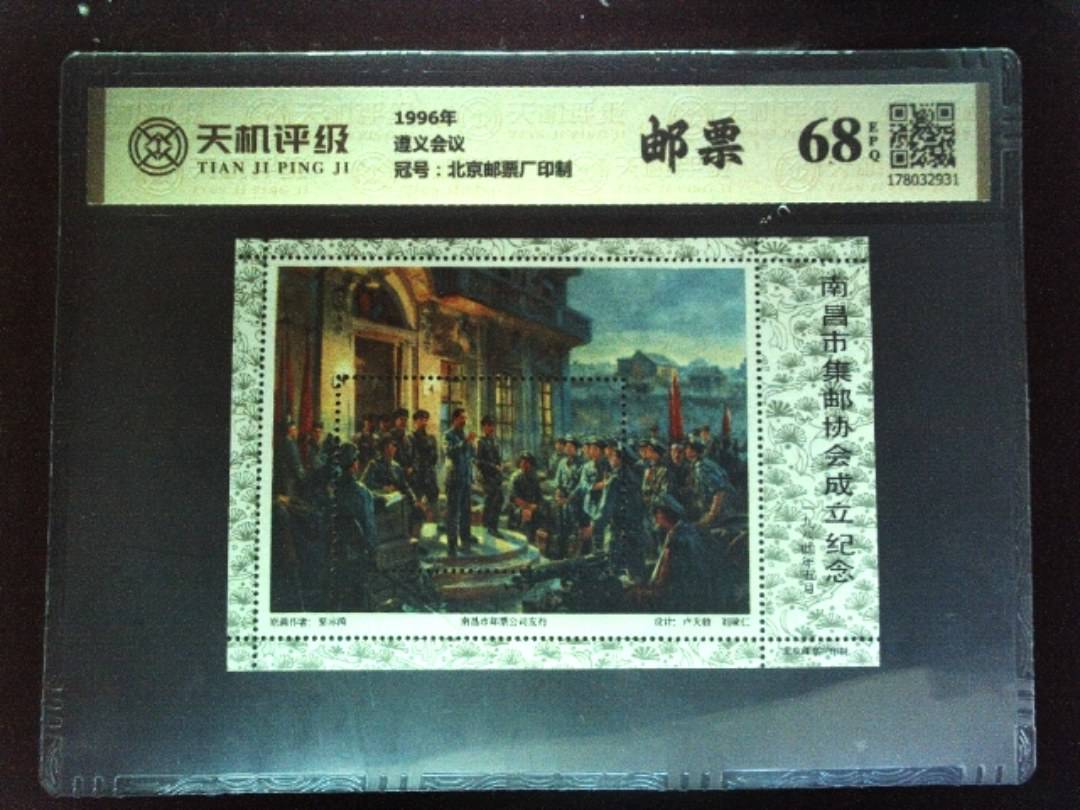 天机评级
TIAN JI PING JI
1996年
遵义会议
冠号:北京邮票厂印制
邮票
68
EPQ
178032931
南昌市集邮协会成立纪念
南昌市邮票公司发行